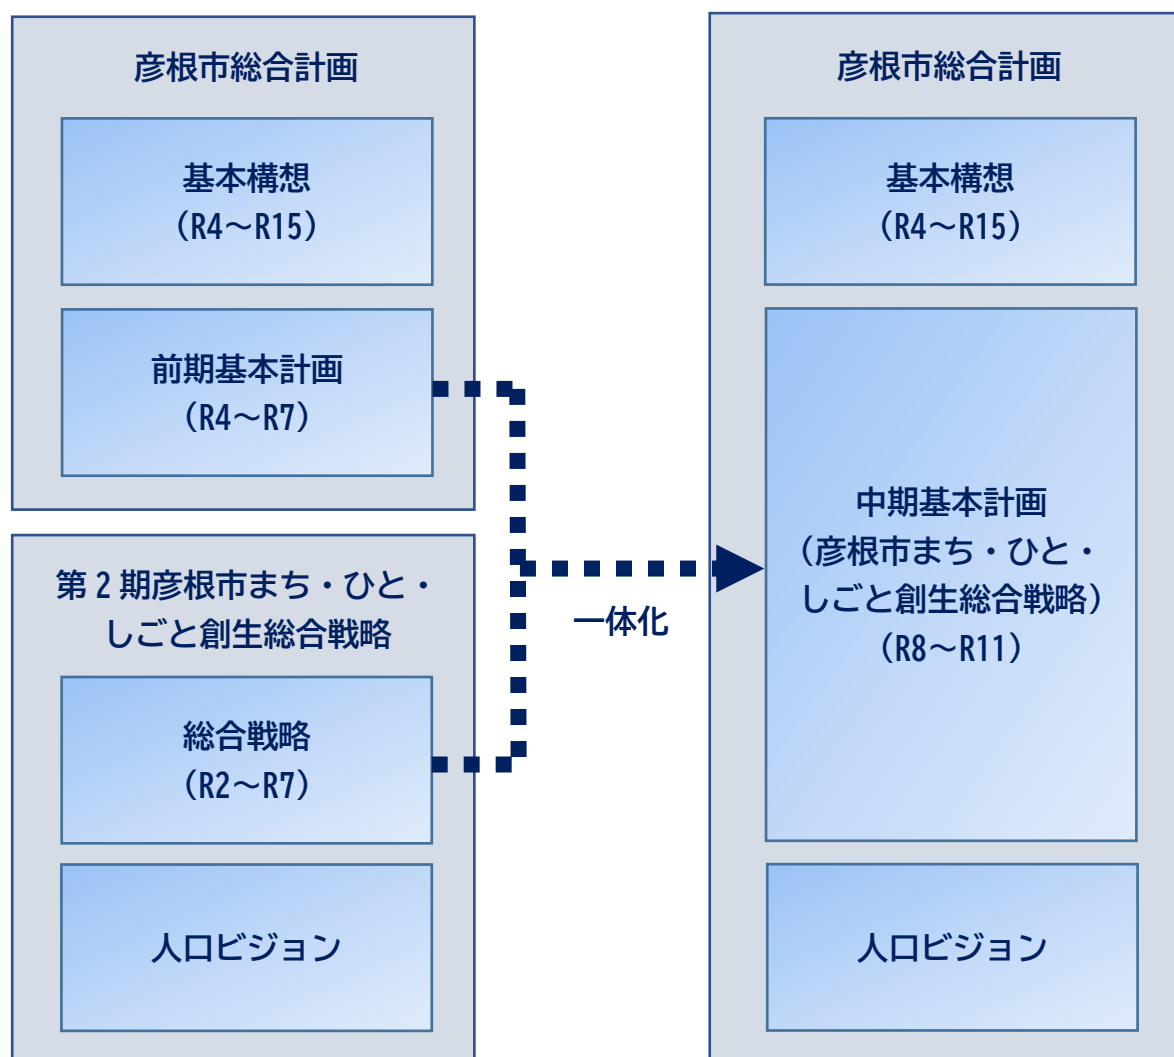 彦根市総合計画
基本構想
（R4～R15）
前期基本計画
（R4～R7）
第2期彦根市まち・ひと・
しごと創生総合戦略
総合戦略
（R2～R7）
人口ビジョン
一体化
彦根市総合計画
基本構想
（R4～R15）
中期基本計画
（彦根市まち・ひと・
しごと創生総合戦略）
（R8～R11）
人口ビジョン